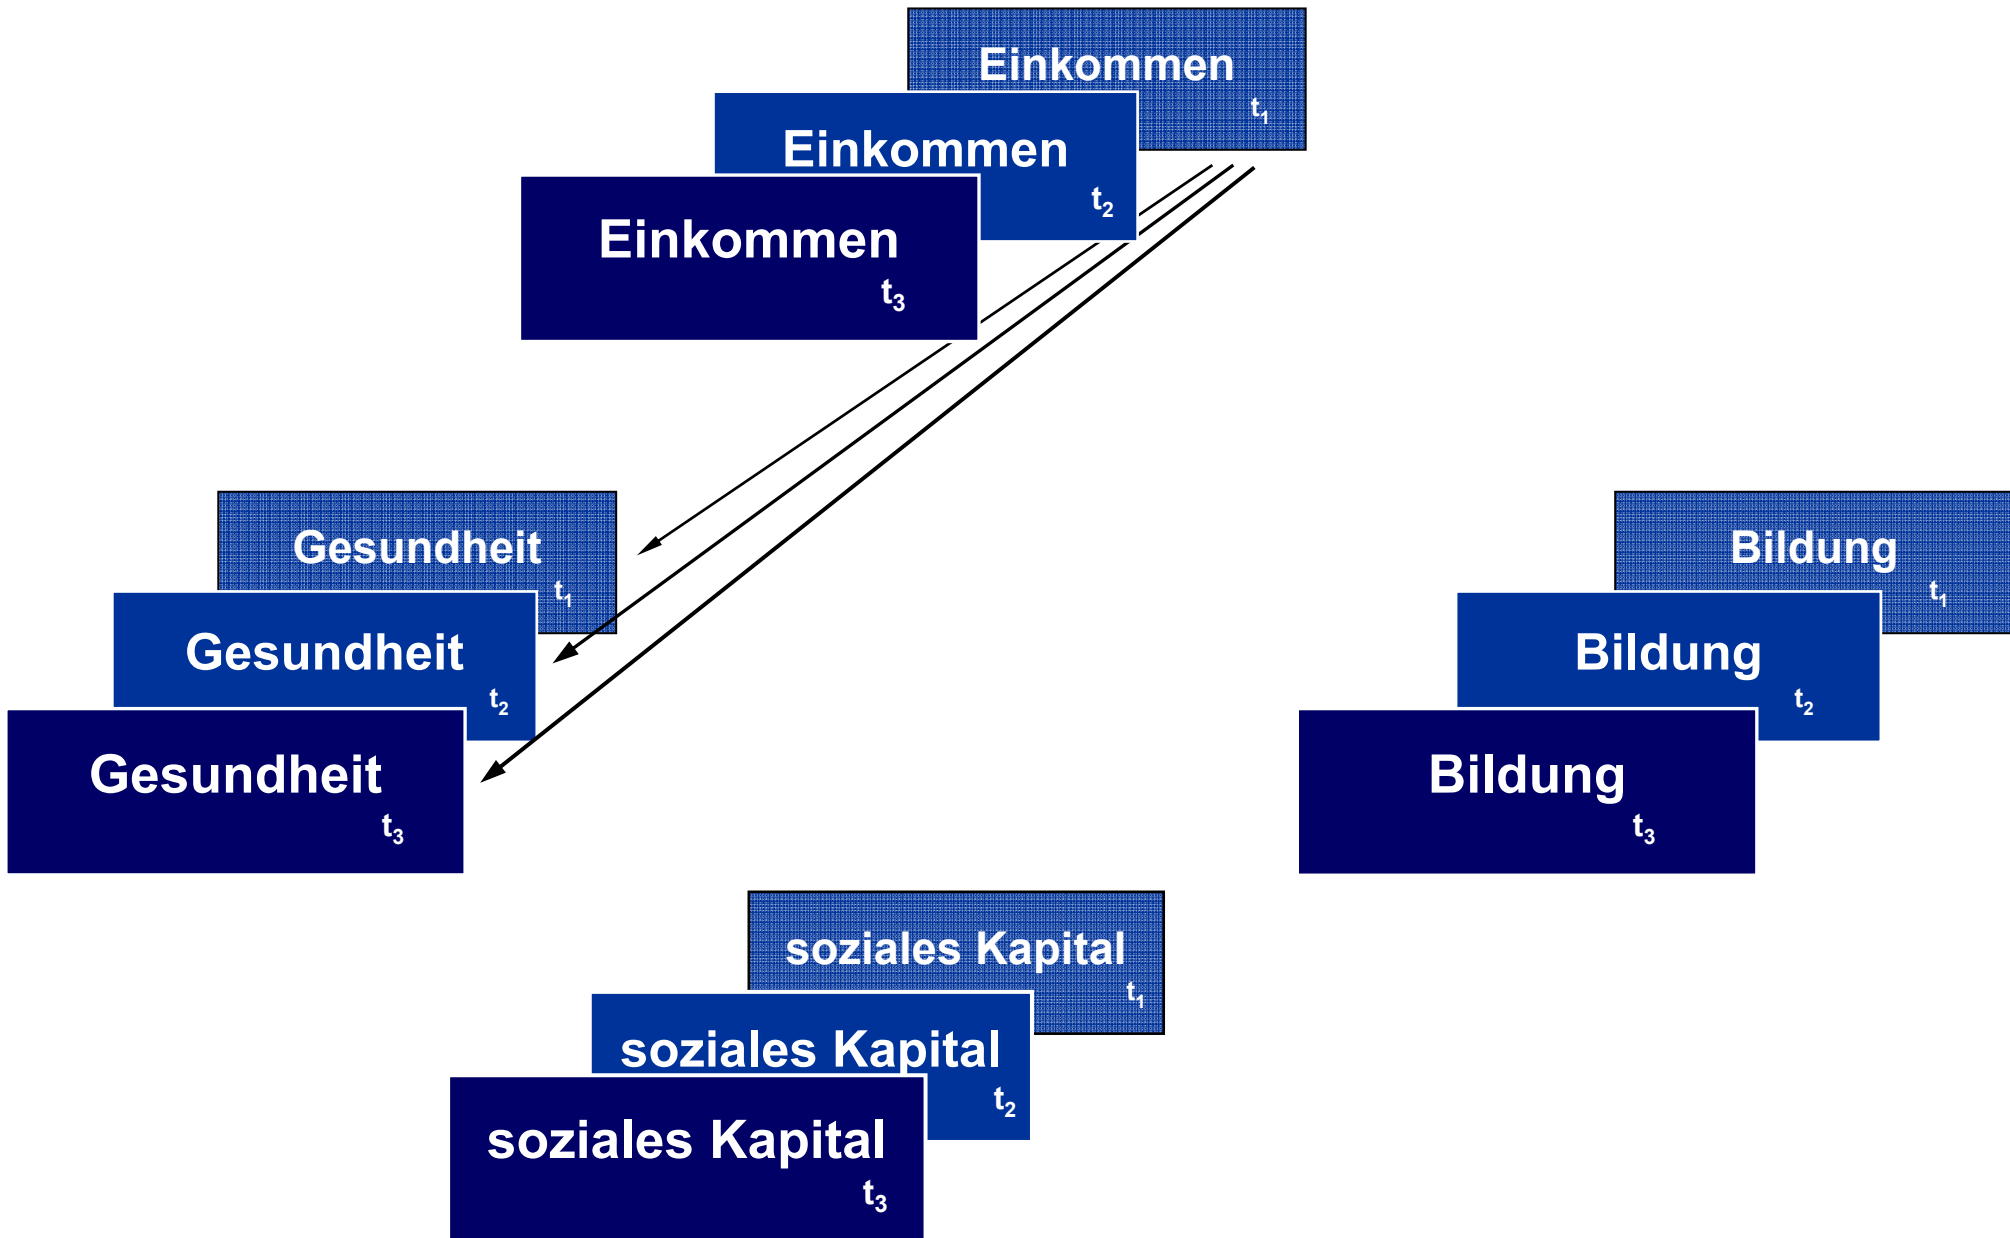 Einkommen
t₁
Einkommen
t₂
Einkommen
t₃
Gesundheit
t₁
Gesundheit
t₂
Gesundheit
t₃
Bildung
t₁
Bildung
t₂
Bildung
t₃
soziales Kapital
t₁
soziales Kapital
t₂
soziales Kapital
t₃